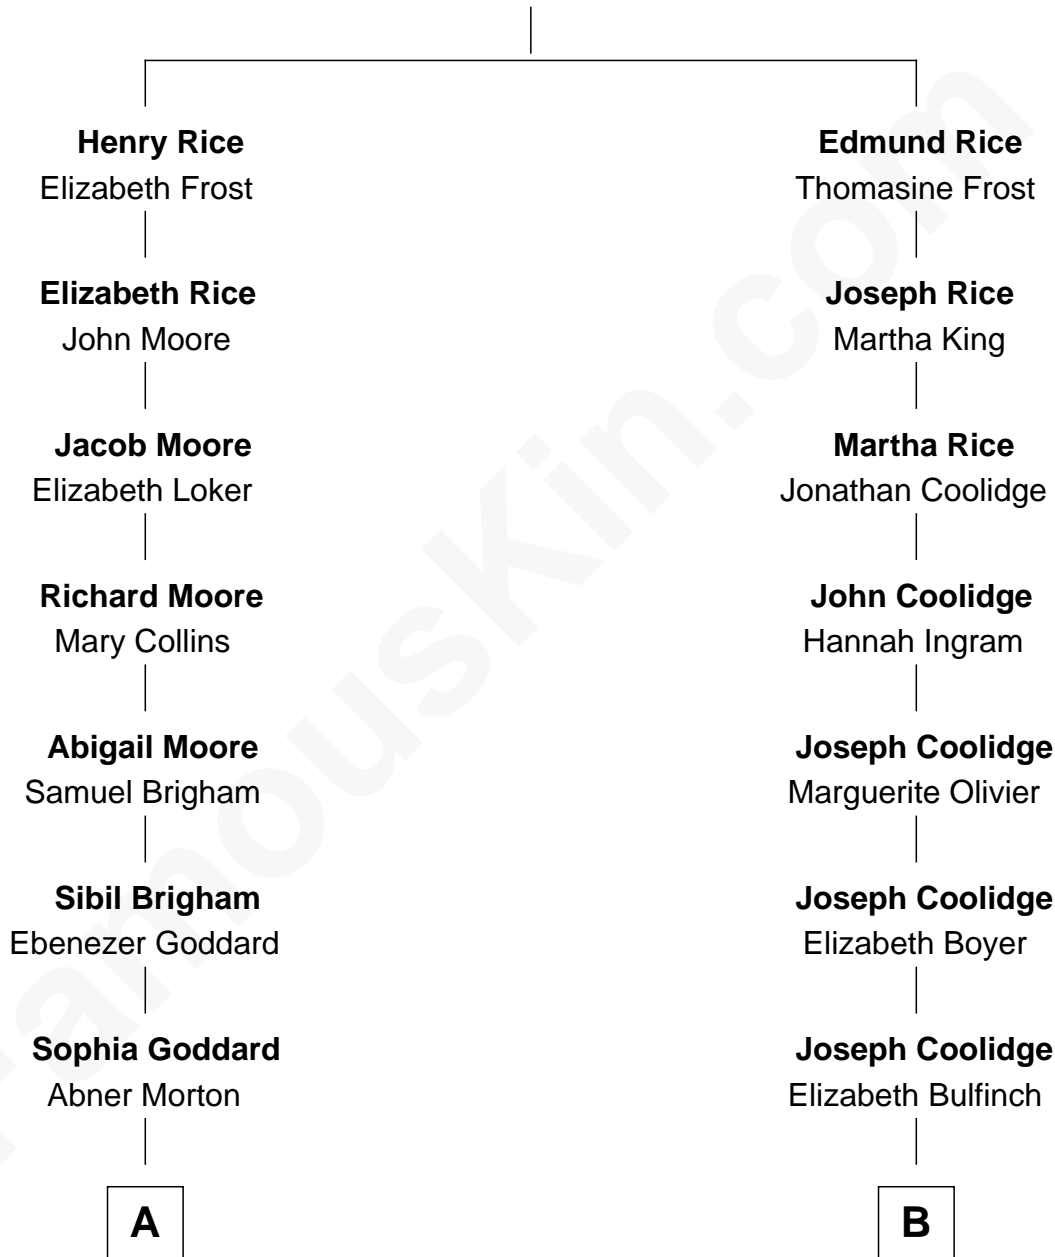 Henry Rice
Elizabeth Frost
Elizabeth Rice
John Moore
Jacob Moore
Elizabeth Loker
Richard Moore
Mary Collins
Abigail Moore
Samuel Brigham
Sibil Brigham
Ebenezer Goddard
Sophia Goddard
Abner Morton
A
Edmund Rice
Thomasine Frost
Joseph Rice
Martha King
Martha Rice
Jonathan Coolidge
John Coolidge
Hannah Ingram
Joseph Coolidge
Marguerite Olivier
Joseph Coolidge
Elizabeth Boyer
Joseph Coolidge
Elizabeth Bulfinch
B
FamousKin.com